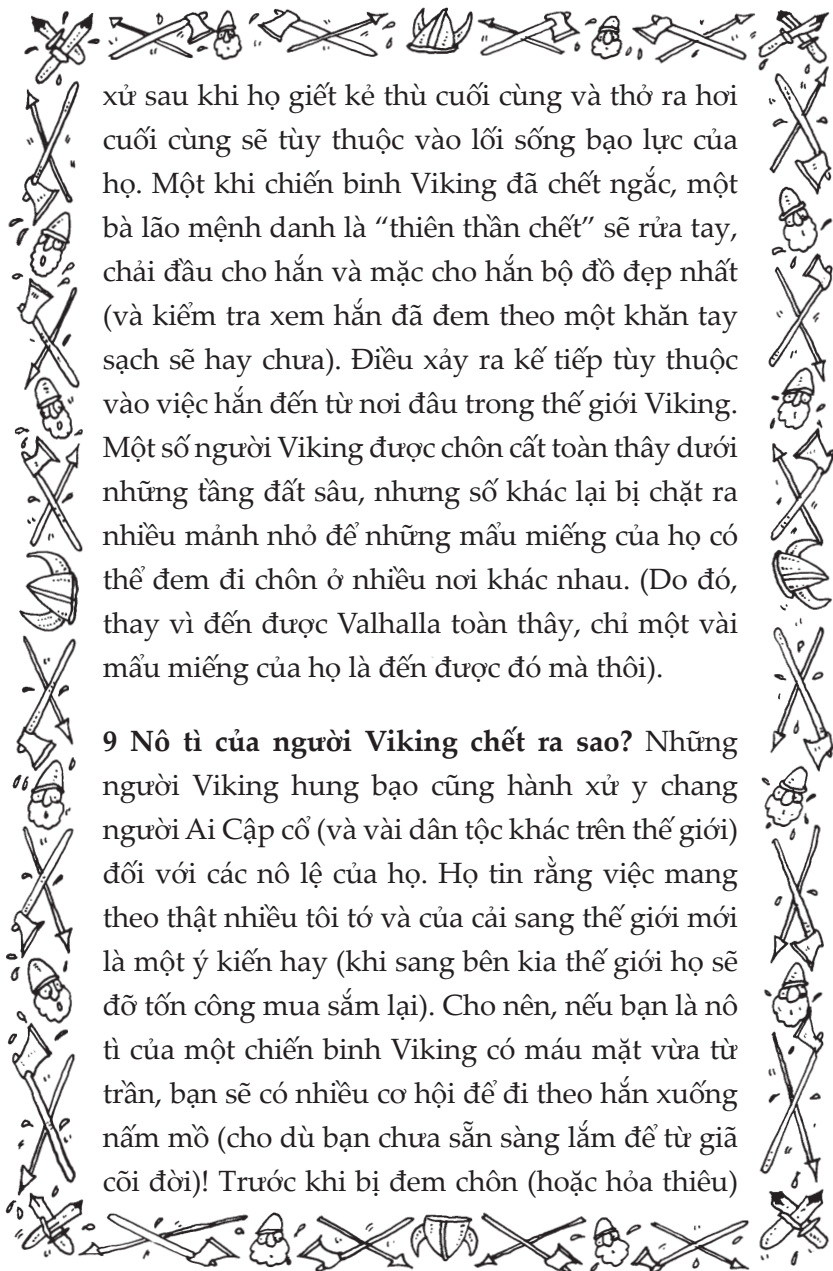 xử sau khi họ giết kẻ thù cuối cùng và thở ra hơi
cuối cùng sẽ tùy thuộc vào lối sống bạo lực của
họ. Một khi chiến binh Viking đã chết ngắc, một
bà lão mệnh danh là “thiên thần chết” sẽ rửa tay,
chải đầu cho hắn và mặc cho hắn bộ đồ đẹp nhất
(và kiểm tra xem hắn đã đem theo một khăn tay
sạch sẽ hay chưa). Điều xảy ra kế tiếp tùy thuộc
vào việc hắn đến từ nơi đâu trong thế giới Viking.
Một số người Viking được chôn cất toàn thây dưới
những tầng đất sâu, nhưng số khác lại bị chặt ra
nhiều mảnh nhỏ để những mẩu miếng của họ có
thể đem đi chôn ở nhiều nơi khác nhau. (Do đó,
thay vì đến được Valhalla toàn thây, chỉ một vài
mẩu miếng của họ là đến được đó mà thôi).
9 Nô tì của người Viking chết ra sao? Những
người Viking hung bạo cũng hành xử y chang
người Ai Cập cổ (và vài dân tộc khác trên thế giới)
đối với các nô lệ của họ. Họ tin rằng việc mang
theo thật nhiều tôi tớ và của cải sang thế giới mới
là một ý kiến hay (khi sang bên kia thế giới họ sẽ
đỡ tốn công mua sắm lại). Cho nên, nếu bạn là nô
tì của một chiến binh Viking có máu mặt vừa từ
trần, bạn sẽ có nhiều cơ hội để đi theo hắn xuống
nấm mồ (cho dù bạn chưa sẵn sàng lắm để từ giã
cõi đời)! Trước khi bị đem chôn (hoặc hỏa thiêu)